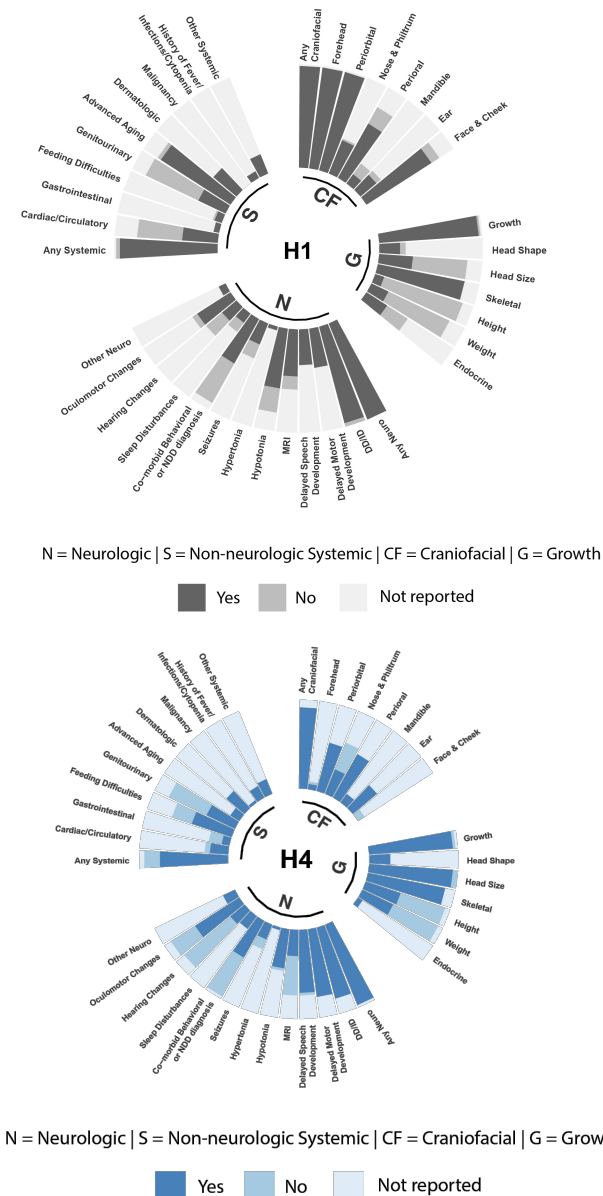 Any
Craniofacial
Forehead
Periorbital
Nose & Philtrum
Perioral
Mandible
Ear
Face & Cheek
Growth
Head Shape
Head Size
Skeletal
Height
Weight
Endocrine
Any Neuro
DD/ID
Delayed Motor
Development
Delayed Speech
Development
MRI
Hypotonia
Hypertonia
Seizures
Co-morbid Behavioral
or NDD diagnosis
Sleep Disturbances
Hearing Changes
Oculomotor Changes
Other Neuro
Any Systemic
Cardiac/Circulatory
Gastrointestinal
Feeding Difficulties
Genitourinary
Advanced Aging
Dermatologic
Malignancy
History of Fever/
Infections/Cytopenia
Other Systemic
S
CF
G
N
H1
N = Neurologic | S = Non-neurologic Systemic | CF = Craniofacial | G = Growth
Yes
No
Not reported
Any
Craniofacial
Forehead
Periorbital
Nose & Philtrum
Perioral
Mandible
Ear
Face & Cheek
Growth
Head Shape
Head Size
Skeletal
Height
Weight
Endocrine
Any Neuro
DD/ID
Delayed Motor
Development
Delayed Speech
Development
MRI
Hypotonia
Hypertonia
Seizures
Co-morbid Behavioral
or NDD diagnosis
Sleep Disturbances
Hearing Changes
Oculomotor Changes
Other Neuro
Any Systemic
Cardiac/Circulatory
Gastrointestinal
Feeding Difficulties
Genitourinary
Advanced Aging
Dermatologic
Malignancy
History of Fever/
Infections/Cytopenia
Other Systemic
S
CF
G
N
H4
N = Neurologic | S = Non-neurologic Systemic | CF = Craniofacial | G = Grow
Yes
No
Not reported